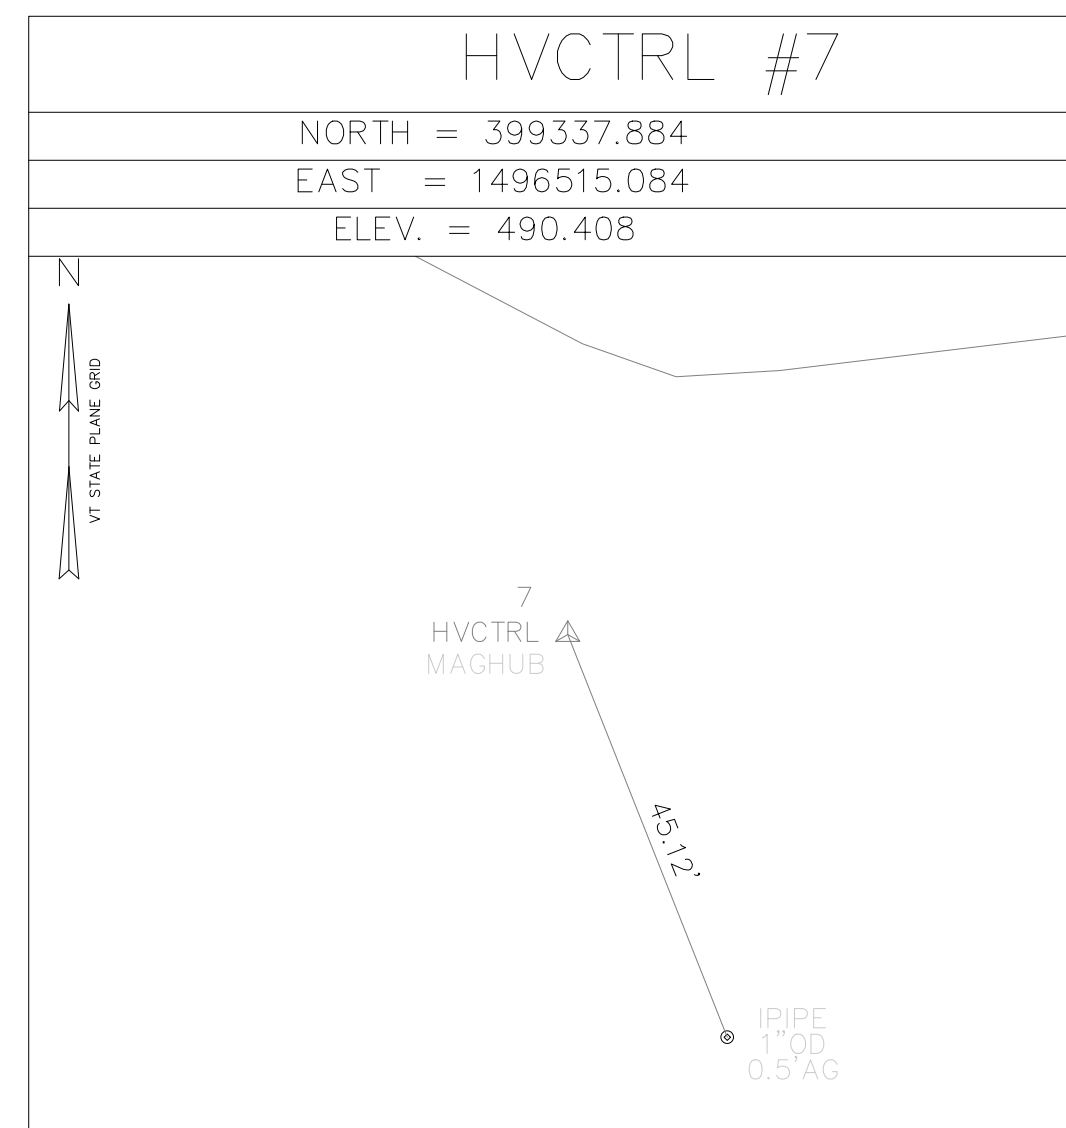 HVCTRL #7
NORTH = 399337.884
EAST = 1496515.084
ELEV. = 490.408
N
VT STATE PLANE GRID
7
HVCTRL
MAGHUB
45.12'
IPIPE
1"OD
0.5'AG